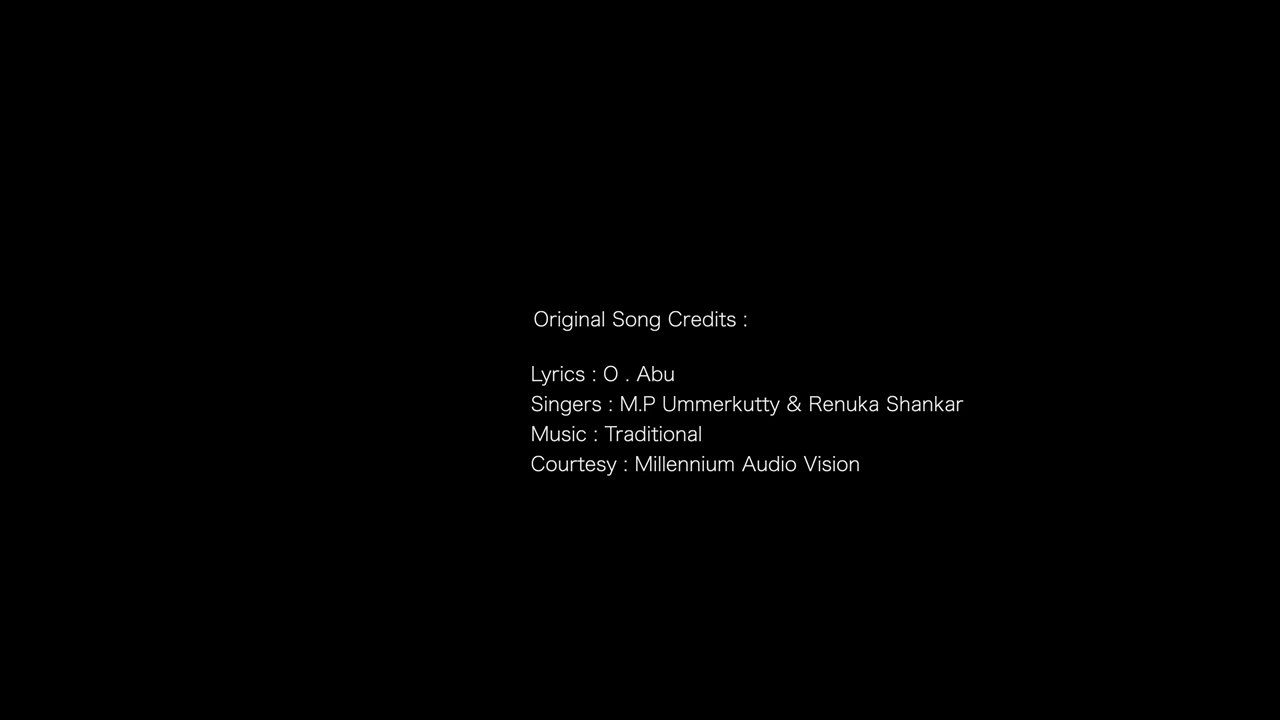 Original Song Credits :
Lyrics : O . Abu
Singers : M.P Ummerkutty & Renuka Shankar
Music : Traditional
Courtesy : Millennium Audio Vision